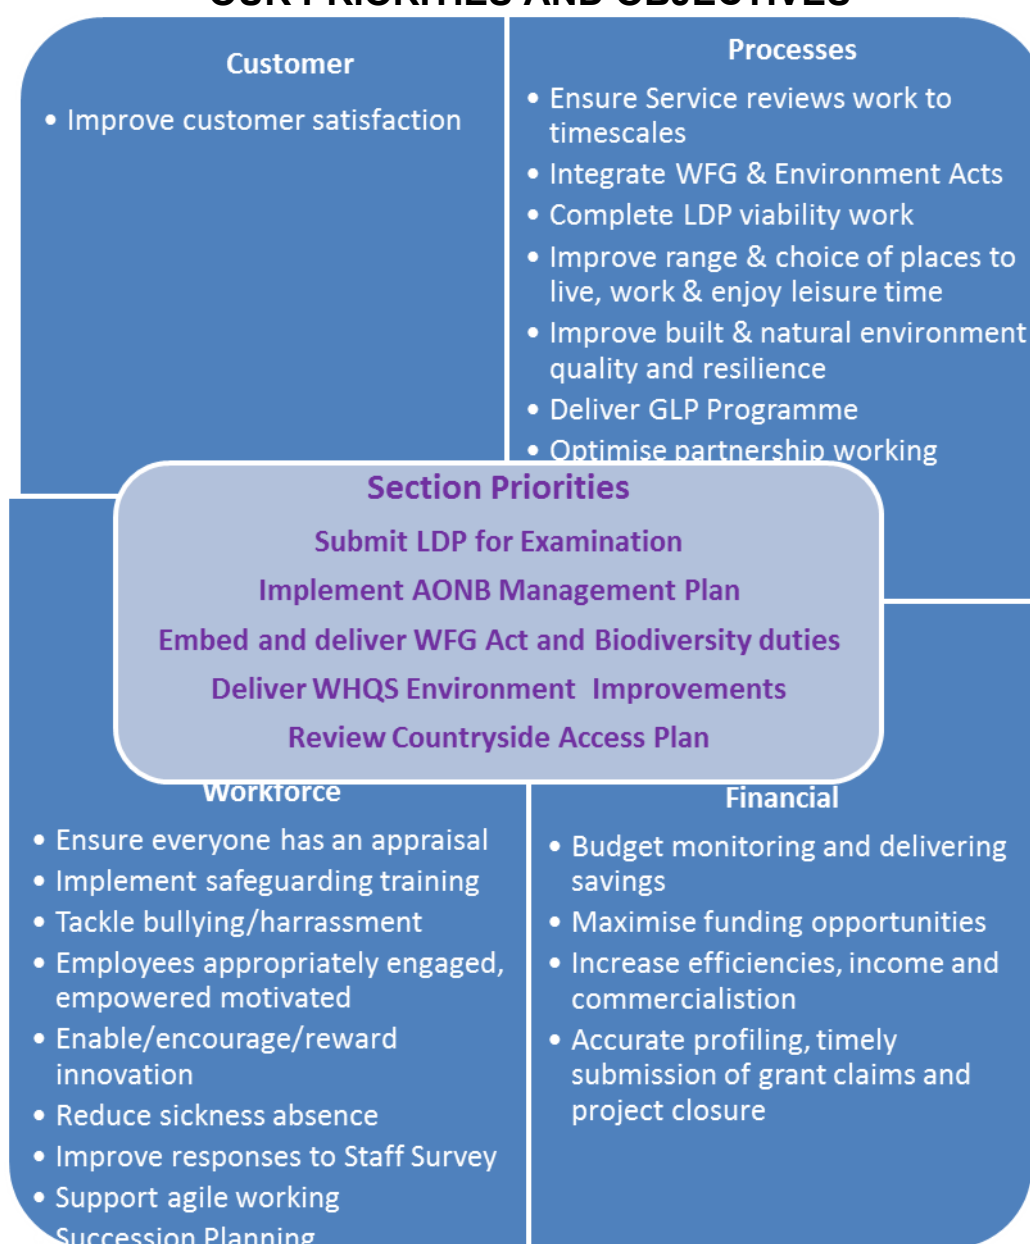 OUR PRIORITIES AND OBJECTIVES
Customer
• Improve customer satisfaction
Processes
• Ensure Service reviews work to
timescales
• Integrate WFG & Environment Acts
• Complete LDP viability work
• Improve range & choice of places to
live, work & enjoy leisure time
• Improve built & natural environment
quality and resilience
• Deliver GLP Programme
• Optimise partnership working
Section Priorities
Submit LDP for Examination
Implement AONB Management Plan
Embed and deliver WFG Act and Biodiversity duties
Deliver WHQS Environment Improvements
Review Countryside Access Plan
Workforce
• Ensure everyone has an appraisal
• Implement safeguarding training
• Tackle bullying/harrassment
• Employees appropriately engaged,
empowered motivated
• Enable/encourage/reward
innovation
• Reduce sickness absence
• Improve responses to Staff Survey
• Support agile working
Succession Planning
Financial
• Budget monitoring and delivering
savings
• Maximise funding opportunities
• Increase efficiencies, income and
commercialistion
• Accurate profiling, timely
submission of grant claims and
project closure